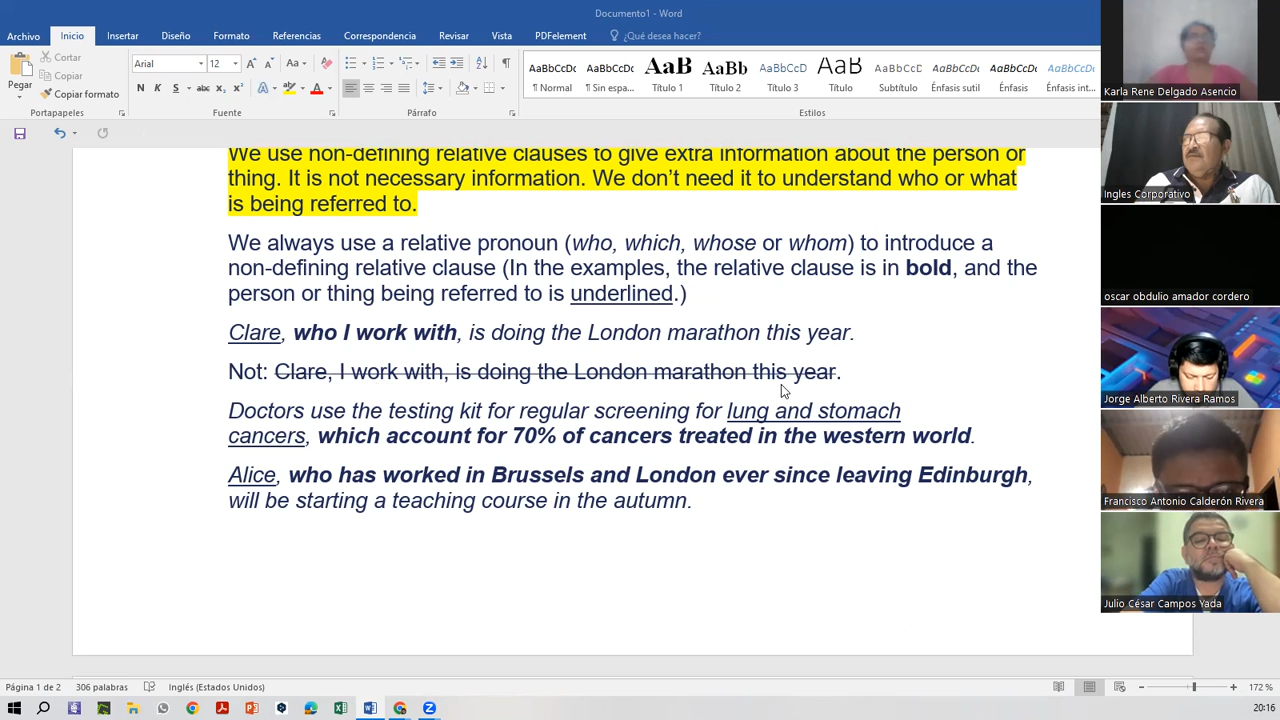 Documento1 - Word
Archivo Inicio Insertar Diseño Formato Referencias Correspondencia Revisar Vista PDFelement ¿Qué desea hacer?
Pegar
Cortar
Copiar
Copiar formato
Arial 12 Aa
N K S abc x₂ x² A A
AaBbCcDc AaBbCcDc AaB AaBb AaBbCcD AaB AaBbCcD AaBbCcD AaBbCcDc AaBbCcDc
¶ Normal ¶ Sin espa... Título 1 Título 2 Título 3 Título Subtítulo Énfasis sutil Énfasis Énfasis int...
Portapapeles Fuente Párrafo Estilos
We use non-defining relative clauses to give extra information about the person or
thing. It is not necessary information. We don’t need it to understand who or what
is being referred to.
We always use a relative pronoun (who, which, whose or whom) to introduce a
non-defining relative clause (In the examples, the relative clause is in bold, and the
person or thing being referred to is underlined.)
Clare, who I work with, is doing the London marathon this year.
Not: Clare, I work with, is doing the London marathon this year.
Doctors use the testing kit for regular screening for lung and stomach
cancers, which account for 70% of cancers treated in the western world.
Alice, who has worked in Brussels and London ever since leaving Edinburgh,
will be starting a teaching course in the autumn.
Karla Rene Delgado Asencio
Ingles Corporativo
oscar obdulio amador cordero
Jorge Alberto Rivera Ramos
Francisco Antonio Calderón Rivera
Julio César Campos Yada
Página 1 de 2 306 palabras Inglés (Estados Unidos) 172 %
20:16